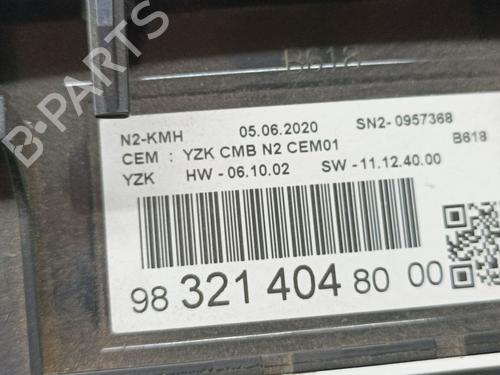 B-PARTS
B618
N2-KMH 05.06.2020 SN2- 0957368
CEM : YZK CMB N2 CEM01 B618
YZK HW - 06.10.02 SW - 11.12.40.00
98 321 404 80 00